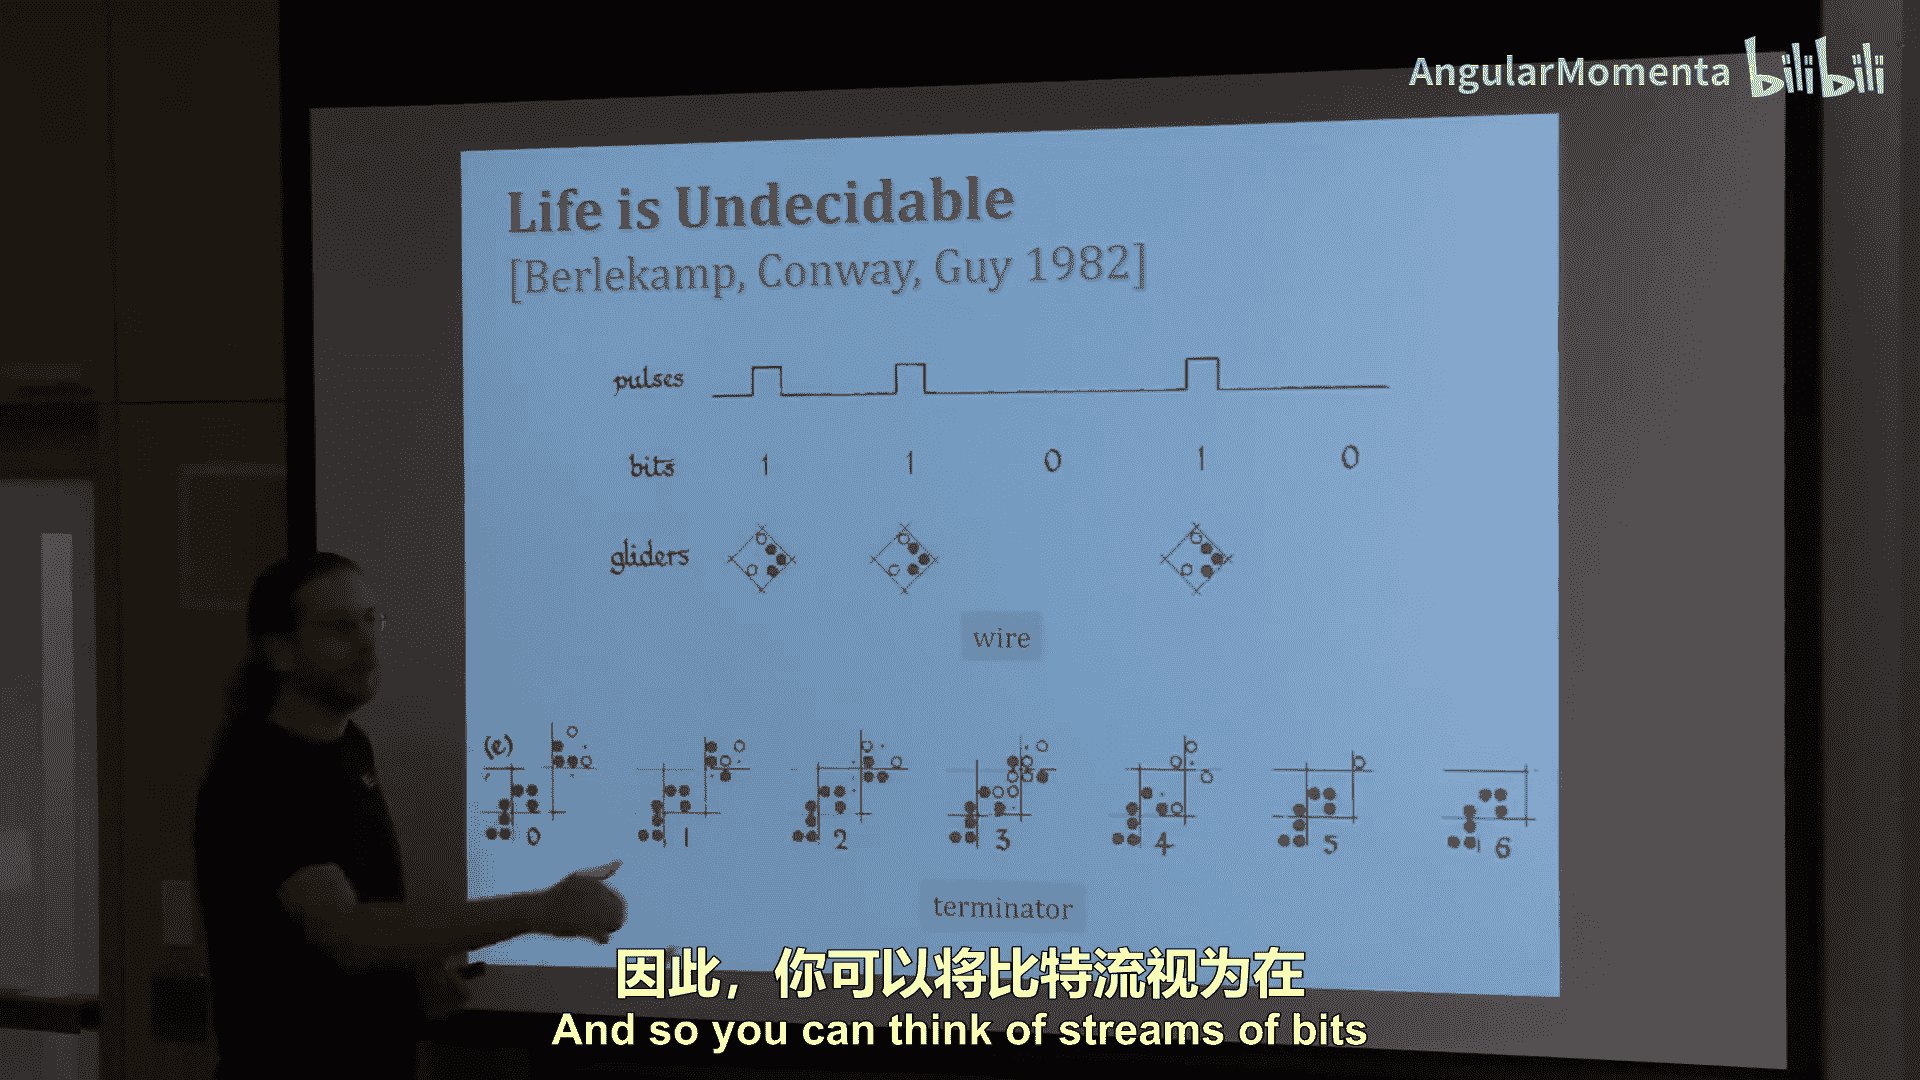 AngularMomenta bilibili
Life is Undecidable
[Berlekamp, Conway, Guy 1982]
pulses
bits 1 1 0 1 0
gliders
wire
(e)
0 1 2 3 4 5 6
terminator
因此，你可以将比特流视为在
And so you can think of streams of bits